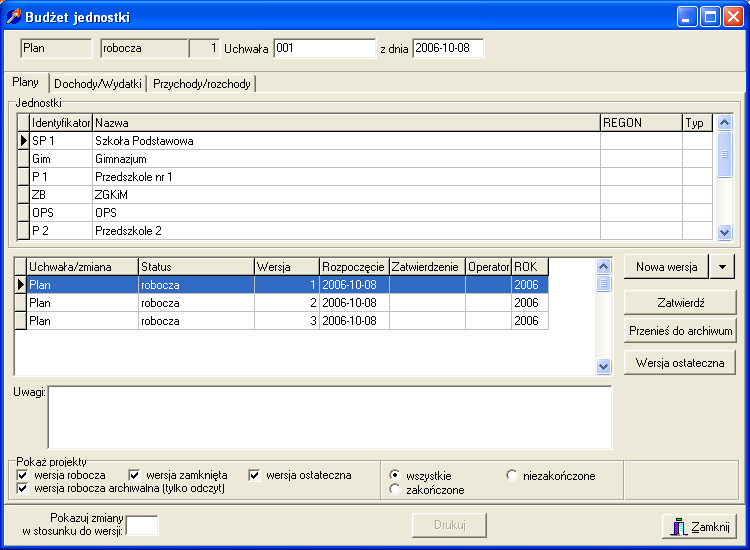 Budżet jednostki
Plan robocza 1 Uchwała 001 z dnia 2006-10-08
Plany Dochody/Wydatki Przychody/rozchody
Jednostki
Identyfikator Nazwa REGON Typ
SP 1 Szkoła Podstawowa
Gim Gimnazjum
P 1 Przedszkole nr 1
ZB ZGKiM
OPS OPS
P 2 Przedszkole 2
Uchwała/zmiana Status Wersja Rozpoczęcie Zatwierdzenie Operator ROK
Plan robocza 1 2006-10-08 2006
Plan robocza 2 2006-10-08 2006
Plan robocza 3 2006-10-08 2006
Nowa wersja
Zatwierdź
Przenieś do archiwum
Wersja ostateczna
Uwagi:
Pokaż projekty
wersja robocza wersja zamknięta wersja ostateczna wszystkie niezakończone
wersja robocza archiwalna (tylko odczyt) zakończone
Pokazuj zmiany
w stosunku do wersji:
Drukuj
Zamknij